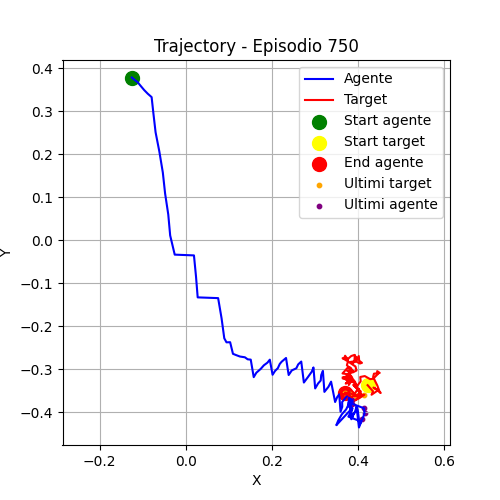 Trajectory - Episodio 750
0.4
0.3
0.2
0.1
0.0
−0.1
−0.2
−0.3
−0.4
Y
Agente
Target
Start agente
Start target
End agente
Ultimi target
Ultimi agente
−0.2
0.0
0.2
0.4
0.6
X